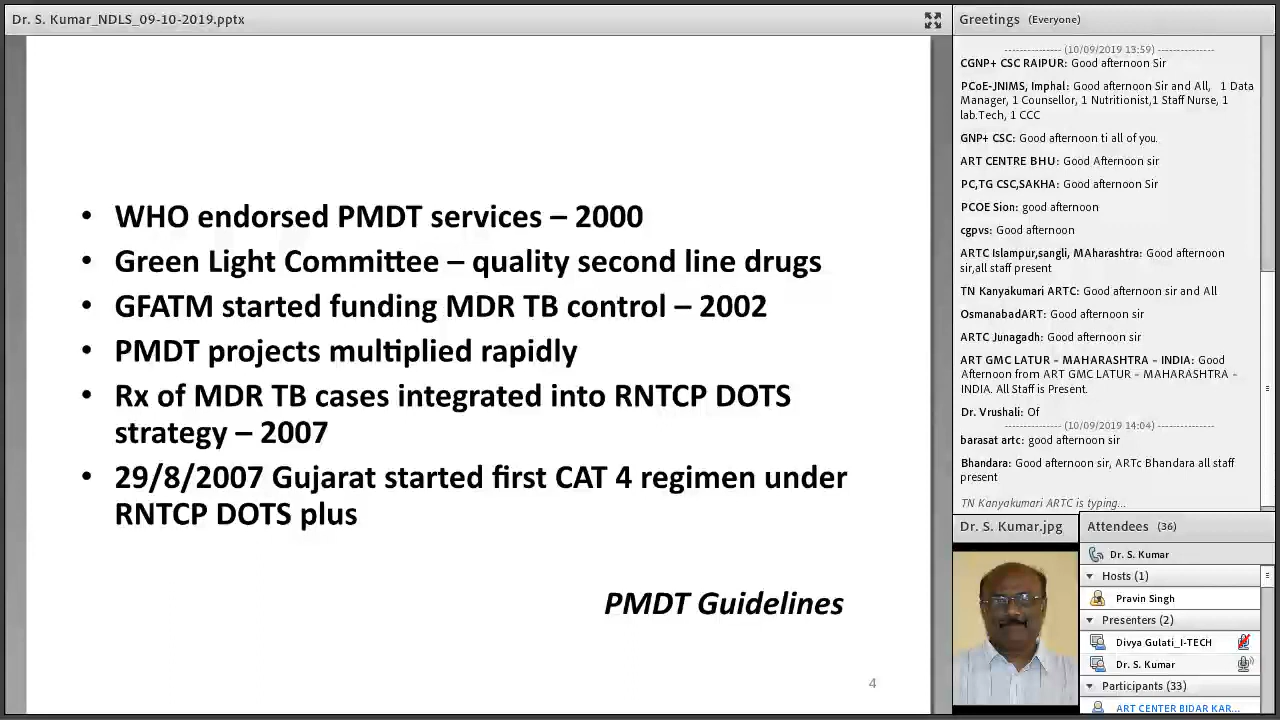 Dr. S. Kumar_NDLS_09-10-2019.pptx
• WHO endorsed PMDT services – 2000
• Green Light Committee – quality second line drugs
• GFATM started funding MDR TB control – 2002
• PMDT projects multiplied rapidly
• Rx of MDR TB cases integrated into RNTCP DOTS
strategy – 2007
• 29/8/2007 Gujarat started first CAT 4 regimen under
RNTCP DOTS plus
PMDT Guidelines
4
Greetings (Everyone)
--------------- (10/09/2019 13:59) ---------------
CGNP+ CSC RAIPUR: Good afternoon Sir
PCoE-JNIMS, Imphal: Good afternoon Sir and All, 1 Data
Manager, 1 Counsellor, 1 Nutritionist,1 Staff Nurse, 1
lab.Tech, 1 CCC
GNP+ CSC: Good afternoon ti all of you.
ART CENTRE BHU: Good Afternoon sir
PC,TG CSC,SAKHA: Good afternoon Sir
PCOE Sion: good afternoon
cgpvs: Good afternoon
ARTC Islampur,sangli, MAharashtra: Good afternoon
sir,all staff present
TN Kanyakumari ARTC: Good afternoon sir and All
OsmanabadART: Good afternoon sir
ARTC Junagadh: Good afternoon sir
ART GMC LATUR – MAHARASHTRA – INDIA: Good
Afternoon from ART GMC LATUR – MAHARASHTRA –
INDIA. All Staff is Present.
Dr. Vrushali: Of
--------------- (10/09/2019 14:04) ---------------
barasat artc: good afternoon sir
Bhandara: Good afternoon sir, ARTc Bhandara all staff
present
TN Kanyakumari ARTC is typing...
Dr. S. Kumar.jpg
Attendees (36)
Dr. S. Kumar
Hosts (1)
Pravin Singh
Presenters (2)
Divya Gulati_I-TECH
Dr. S. Kumar
Participants (33)
ART CENTER BIDAR KAR...